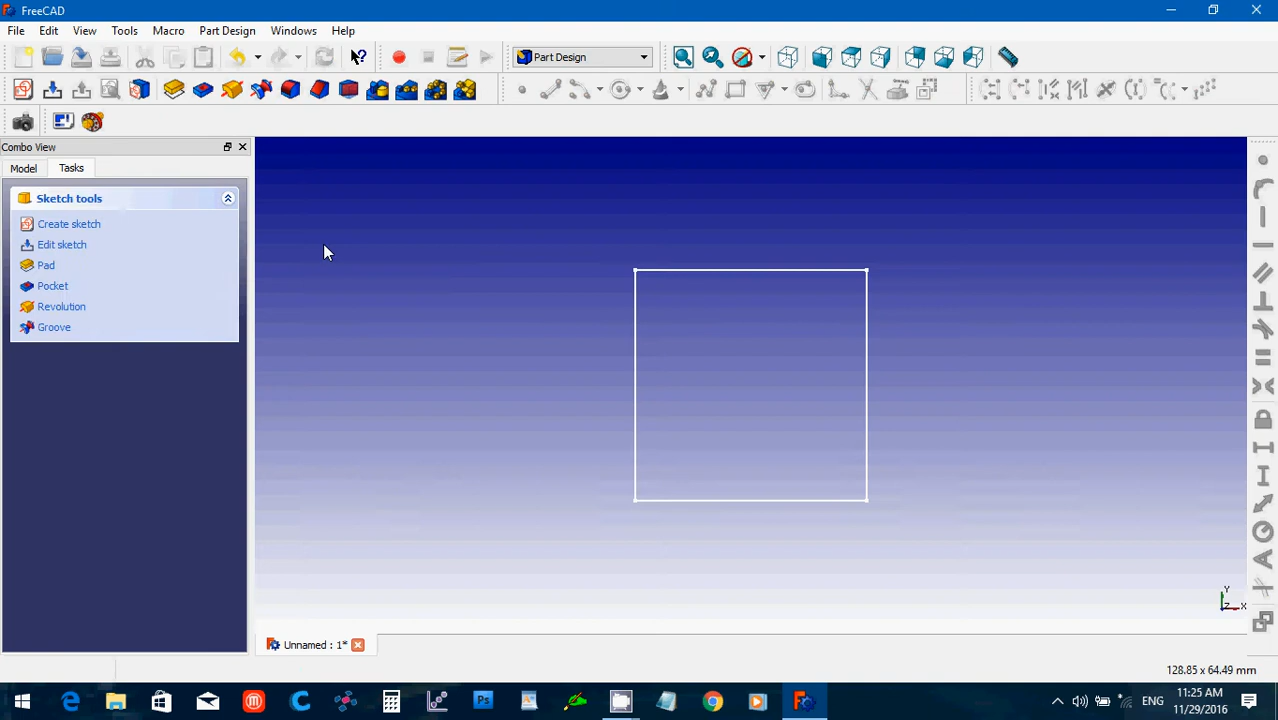 FreeCAD
File Edit View Tools Macro Part Design Windows Help
Part Design
Combo View
Model Tasks
Sketch tools
Create sketch
Edit sketch
Pad
Pocket
Revolution
Groove
Y
Z X
Unnamed : 1*
128.85 x 64.49 mm
Ps
ENG
11:25 AM
11/29/2016